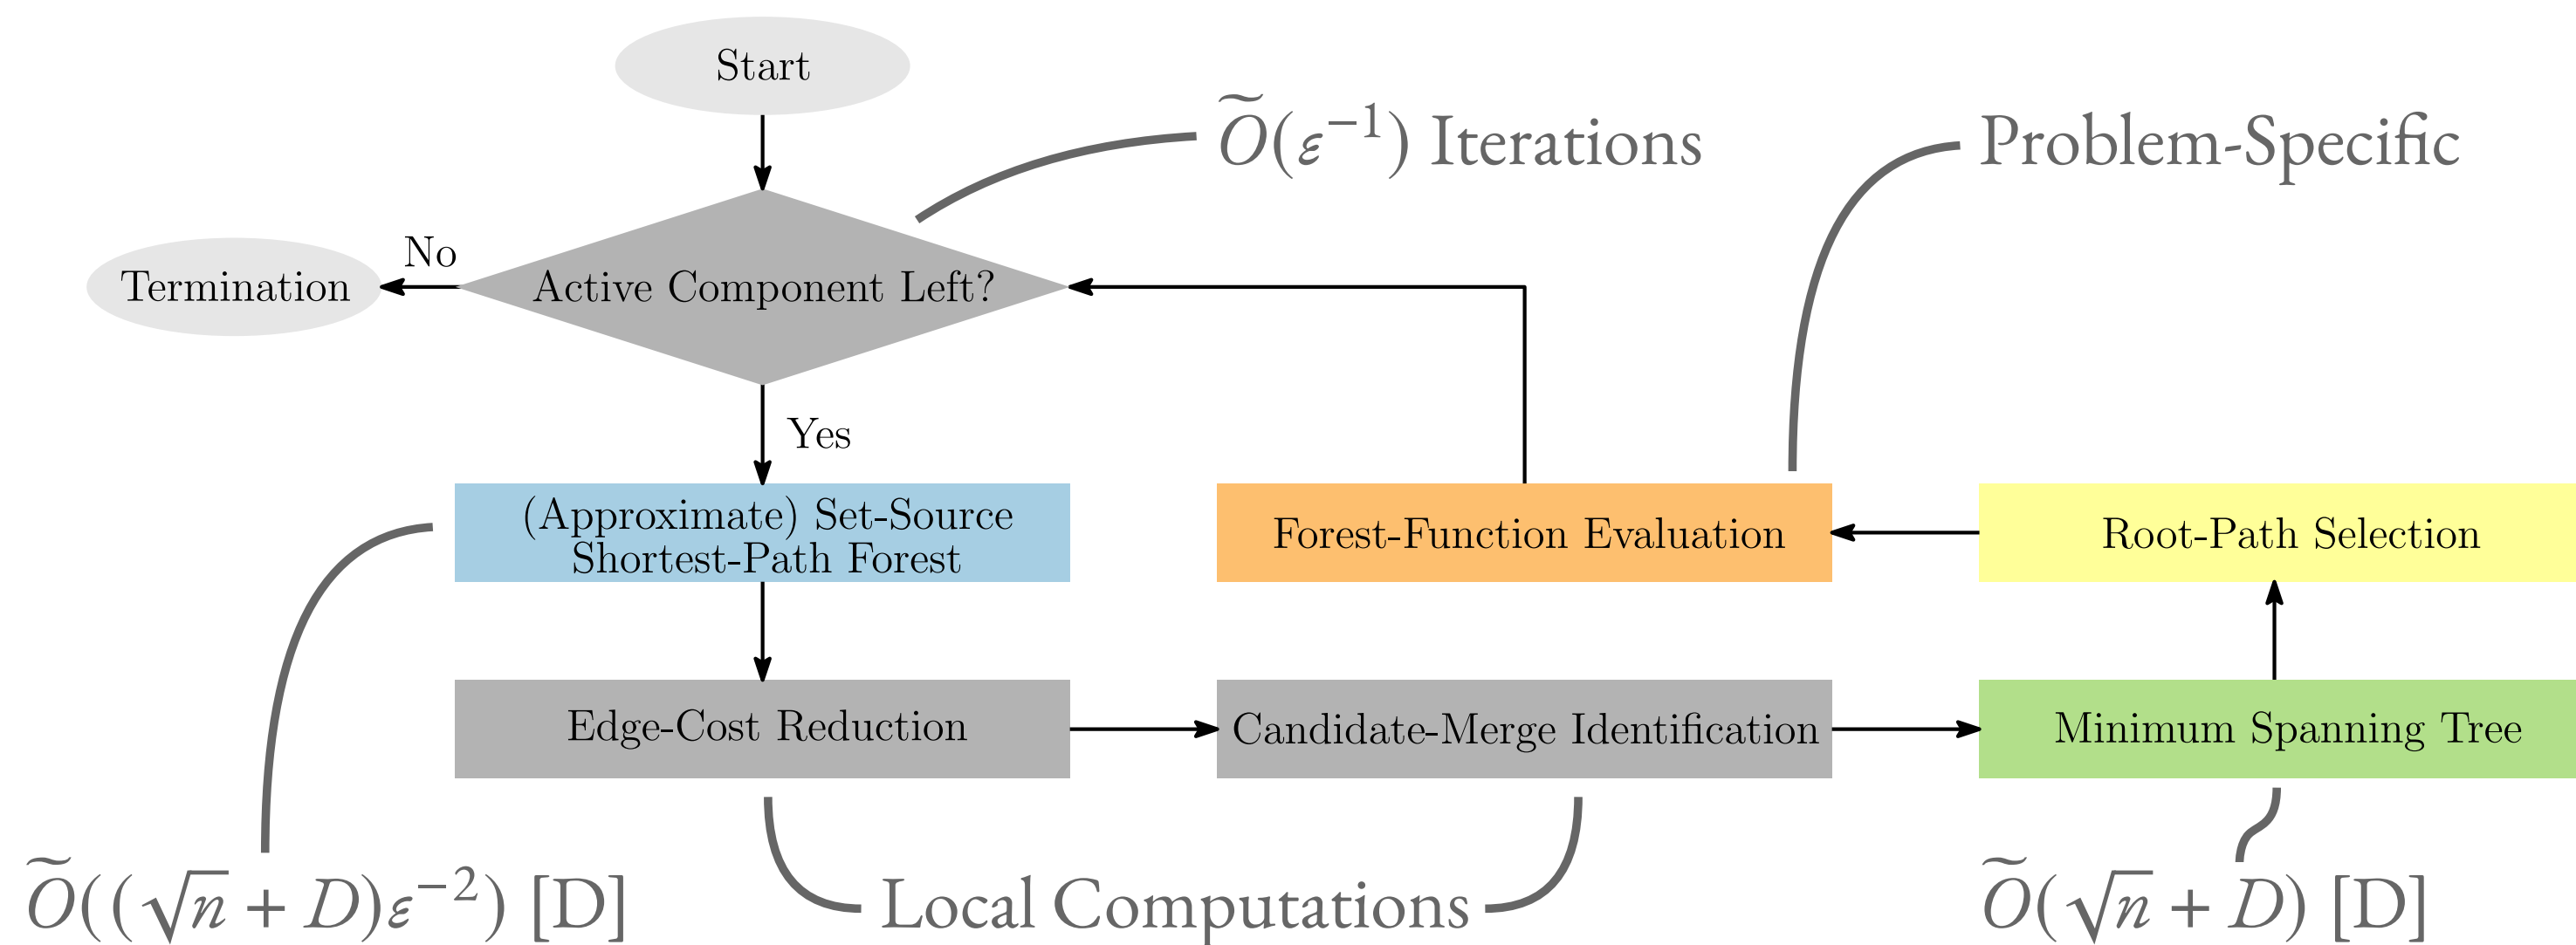 Start
Õ(ε⁻¹) Iterations
Problem-Specific
No
Termination
Active Component Left?
Yes
(Approximate) Set-Source
Shortest-Path Forest
Forest-Function Evaluation
Root-Path Selection
Edge-Cost Reduction
Candidate-Merge Identification
Minimum Spanning Tree
Õ((√n + D)ε⁻²) [D]
Local Computations
Õ(√n + D) [D]